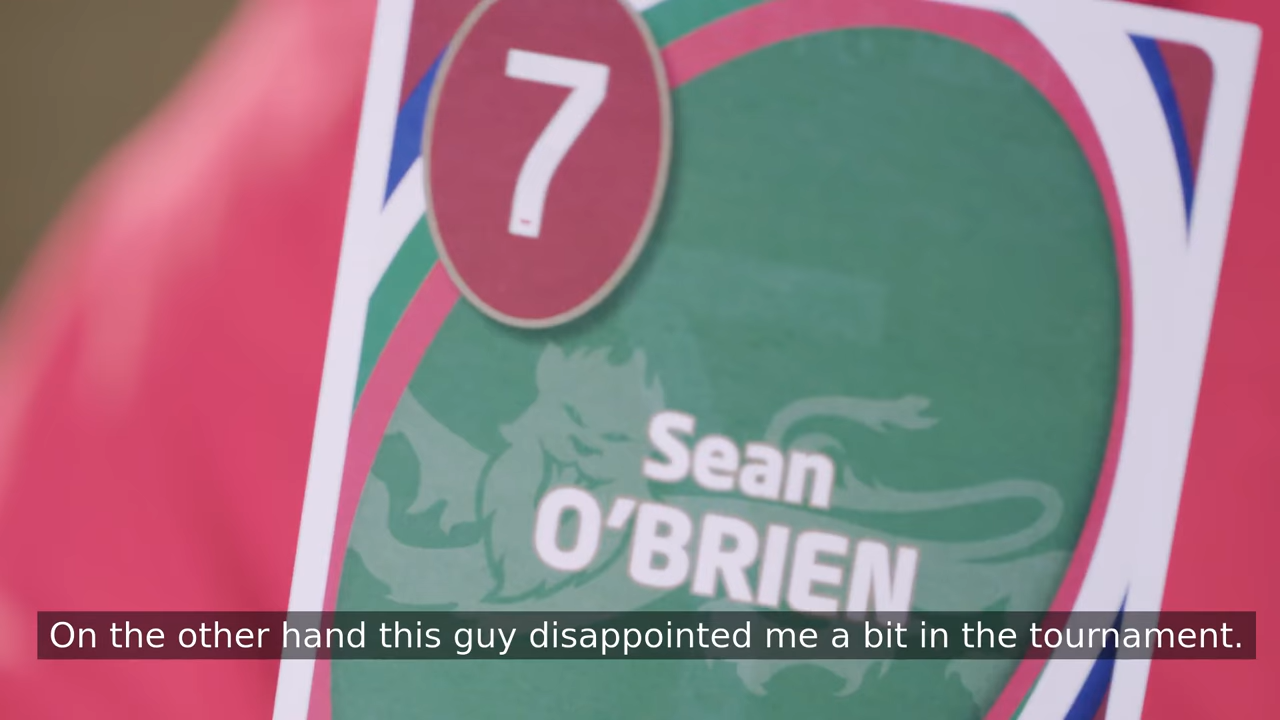 7
Sean
O'BRIEN
On the other hand this guy disappointed me a bit in the tournament.